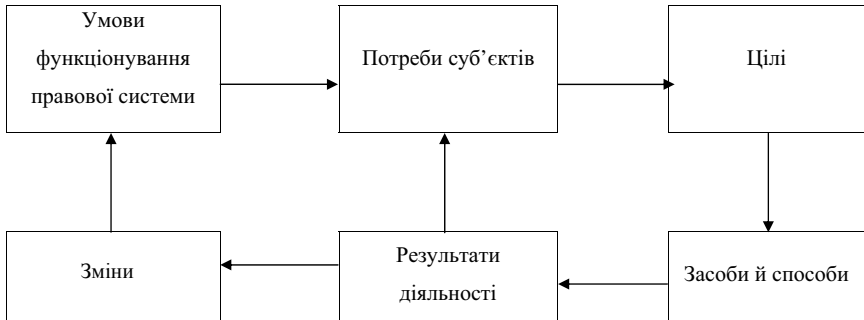 Умови
функціонування
правової системи
Потреби суб’єктів
Цілі
Зміни
Результати
діяльності
Засоби й способи